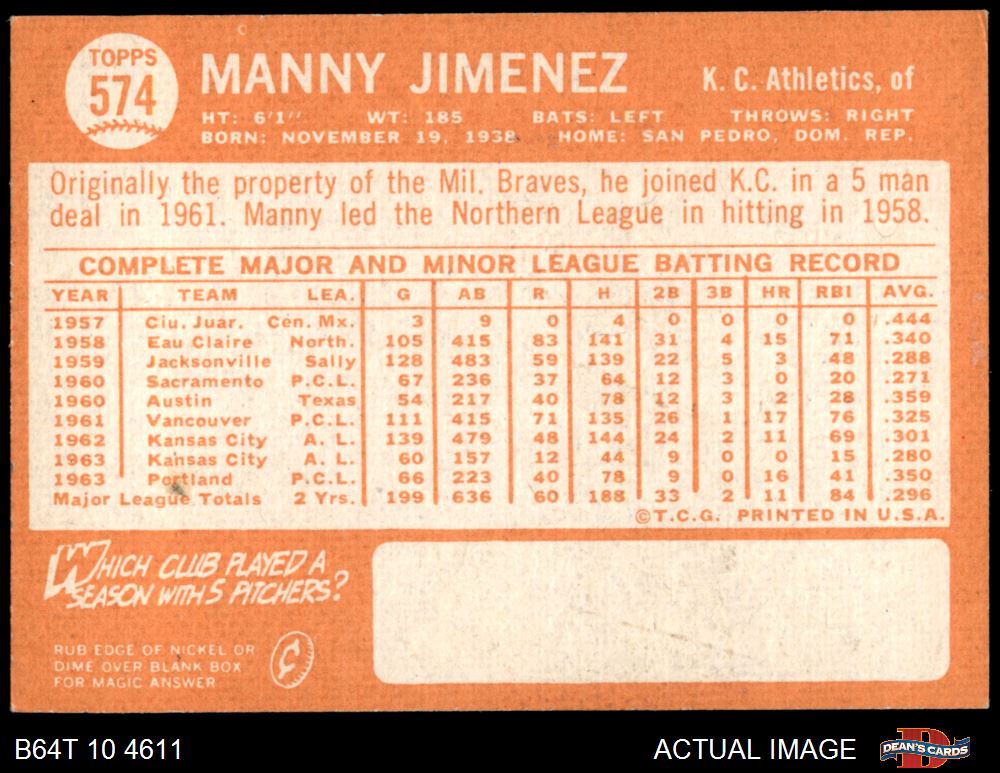 TOPPS
574
MANNY JIMENEZ
K. C. Athletics, of
HT: 6'1" WT: 185 BATS: LEFT THROWS: RIGHT
BORN: NOVEMBER 19, 1938 HOME: SAN PEDRO, DOM. REP.
Originally the property of the Mil. Braves, he joined K.C. in a 5 man
deal in 1961. Manny led the Northern League in hitting in 1958.
COMPLETE MAJOR AND MINOR LEAGUE BATTING RECORD
YEAR TEAM LEA. G AB R H 2B 3B HR RBI AVG.
1957 Ciu. Juar. Cen. Mx. 3 9 0 4 0 0 0 0 .444
1958 Eau Claire North. 105 415 83 141 31 4 15 71 .340
1959 Jacksonville Sally 128 483 59 139 22 5 3 48 .288
1960 Sacramento P.C.L. 67 236 37 64 12 3 0 20 .271
1960 Austin Texas 54 217 40 78 12 3 2 28 .359
1961 Vancouver P.C.L. 111 415 71 135 26 1 17 76 .325
1962 Kansas City A. L. 139 479 48 144 24 2 11 69 .301
1963 Kansas City A. L. 60 157 12 44 9 0 0 15 .280
1963 Portland P.C.L. 66 223 40 78 9 0 16 41 .350
Major League Totals 2 Yrs. 199 636 60 188 33 2 11 84 .296
©T.C.G. PRINTED IN U.S.A.
WHICH CLUB PLAYED A
SEASON WITH 5 PITCHERS?
RUB EDGE OF NICKEL OR
DIME OVER BLANK BOX
FOR MAGIC ANSWER
B64T 10 4611
ACTUAL IMAGE
DEAN'S CARDS